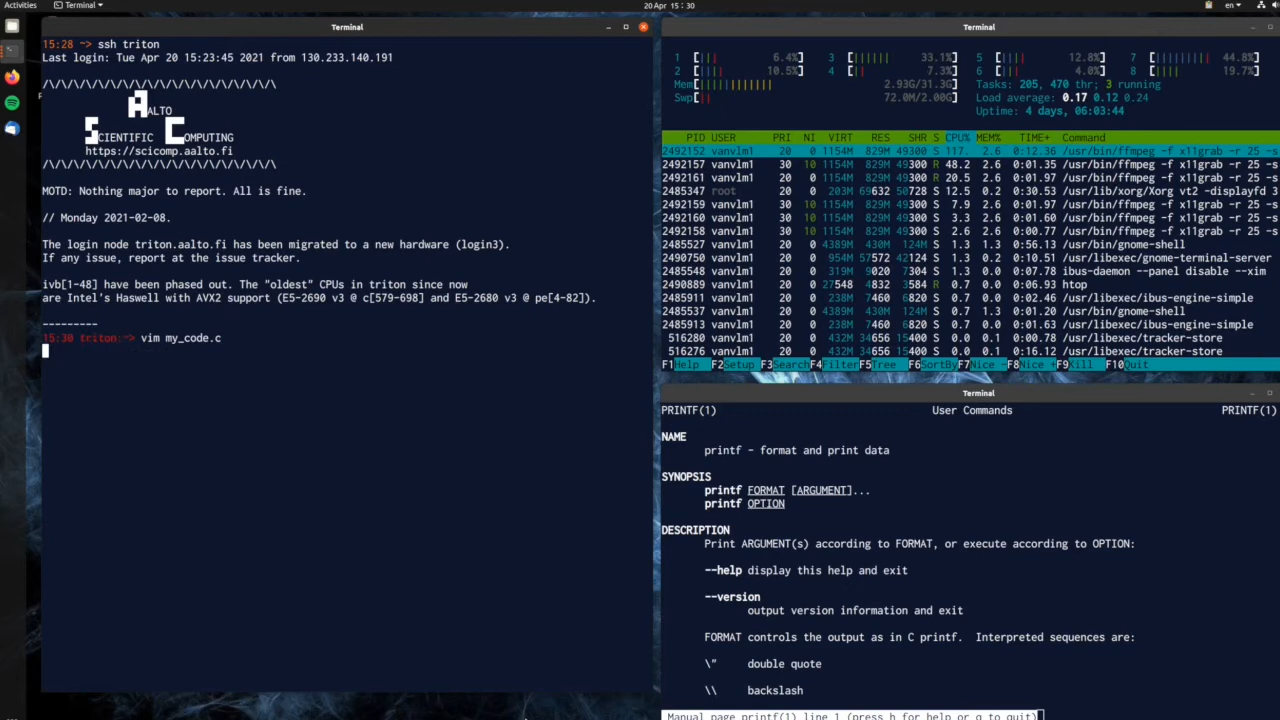 Activities
Terminal
20 Apr 15:30
en
Terminal
15:28 ~> ssh triton
Last login: Tue Apr 20 15:23:45 2021 from 130.233.140.191
/\/\/\/\/\/\/\/\/\/\/\/\/\/\/\/\/\/\/\
AALTO
SCIENTIFIC COMPUTING
https://scicomp.aalto.fi
/\/\/\/\/\/\/\/\/\/\/\/\/\/\/\/\/\/\/\
MOTD: Nothing major to report. All is fine.
// Monday 2021-02-08.
The login node triton.aalto.fi has been migrated to a new hardware (login3).
If any issue, report at the issue tracker.
ivb[1-48] have been phased out. The "oldest" CPUs in triton since now
are Intel's Haswell with AVX2 support (E5-2690 v3 @ c[579-698] and E5-2680 v3 @ pe[4-82]).
---------
15:30 triton ~> vim my_code.c
Terminal
1 [||| 6.4%] 3 [|||||| 33.1%] 5 [||| 12.8%] 7 [||||||||| 44.8%]
2 [|||| 10.5%] 4 [|| 7.3%] 6 [||| 4.0%] 8 [|||| 19.7%]
Mem[|||||||||||| 2.93G/31.3G] Tasks: 205, 470 thr; 3 running
Swp[|| 72.0M/2.00G] Load average: 0.17 0.12 0.24
Uptime: 4 days, 06:03:44
PID USER PRI NI VIRT RES SHR S CPU% MEM% TIME+ Command
2492152 vanvlm1 20 0 1154M 829M 49300 S 117. 2.6 0:12.36 /usr/bin/ffmpeg -f x11grab -r 25 -s
2492157 vanvlm1 30 10 1154M 829M 49300 R 48.2 2.6 0:01.35 /usr/bin/ffmpeg -f x11grab -r 25 -s
2492161 vanvlm1 20 0 1154M 829M 49300 R 20.5 2.6 0:01.97 /usr/bin/ffmpeg -f x11grab -r 25 -s
2485347 root 20 0 203M 69632 50728 S 12.5 0.2 0:30.53 /usr/lib/xorg/Xorg vt2 -displayfd 3
2492159 vanvlm1 30 10 1154M 829M 49300 S 7.9 2.6 0:01.97 /usr/bin/ffmpeg -f x11grab -r 25 -s
2492160 vanvlm1 30 10 1154M 829M 49300 S 3.3 2.6 0:01.60 /usr/bin/ffmpeg -f x11grab -r 25 -s
2492158 vanvlm1 30 10 1154M 829M 49300 S 2.6 2.6 0:00.77 /usr/bin/ffmpeg -f x11grab -r 25 -s
2485527 vanvlm1 20 0 4389M 430M 124M S 1.3 1.3 0:56.13 /usr/bin/gnome-shell
2490750 vanvlm1 20 0 954M 57572 42124 S 1.3 0.2 0:10.51 /usr/libexec/gnome-terminal-server
2485548 vanvlm1 20 0 319M 9020 7304 S 1.3 0.0 0:01.98 ibus-daemon --panel disable --xim
2490889 vanvlm1 20 0 27548 4832 3584 R 0.7 0.0 0:06.93 htop
2485911 vanvlm1 20 0 238M 7460 S 0.7 0.0 0:02.46 /usr/libexec/ibus-engine-simple
2485537 vanvlm1 20 0 4389M 430M 124M S 0.7 1.3 0:01.20 /usr/bin/gnome-shell
2485913 vanvlm1 20 0 238M 7460 S 0.7 0.0 0:01.63 /usr/libexec/ibus-engine-simple
516280 vanvlm1 20 0 432M 34656 15400 S 0.0 0.1 0:00.78 /usr/libexec/tracker-store
516276 vanvlm1 20 0 432M 34656 15400 S 0.0 0.1 0:16.12 /usr/libexec/tracker-store
F1Help F2Setup F3Search F4Filter F5Tree F6SortBy F7Nice - F8Nice + F9Kill F10Quit
Terminal
PRINTF(1) User Commands PRINTF(1)
NAME
printf - format and print data
SYNOPSIS
printf FORMAT [ARGUMENT]...
printf OPTION
DESCRIPTION
Print ARGUMENT(s) according to FORMAT, or execute according to OPTION:
--help display this help and exit
--version
output version information and exit
FORMAT controls the output as in C printf. Interpreted sequences are:
\" double quote
\\ backslash
Manual page printf(1) line 1 (press h for help or q to quit)